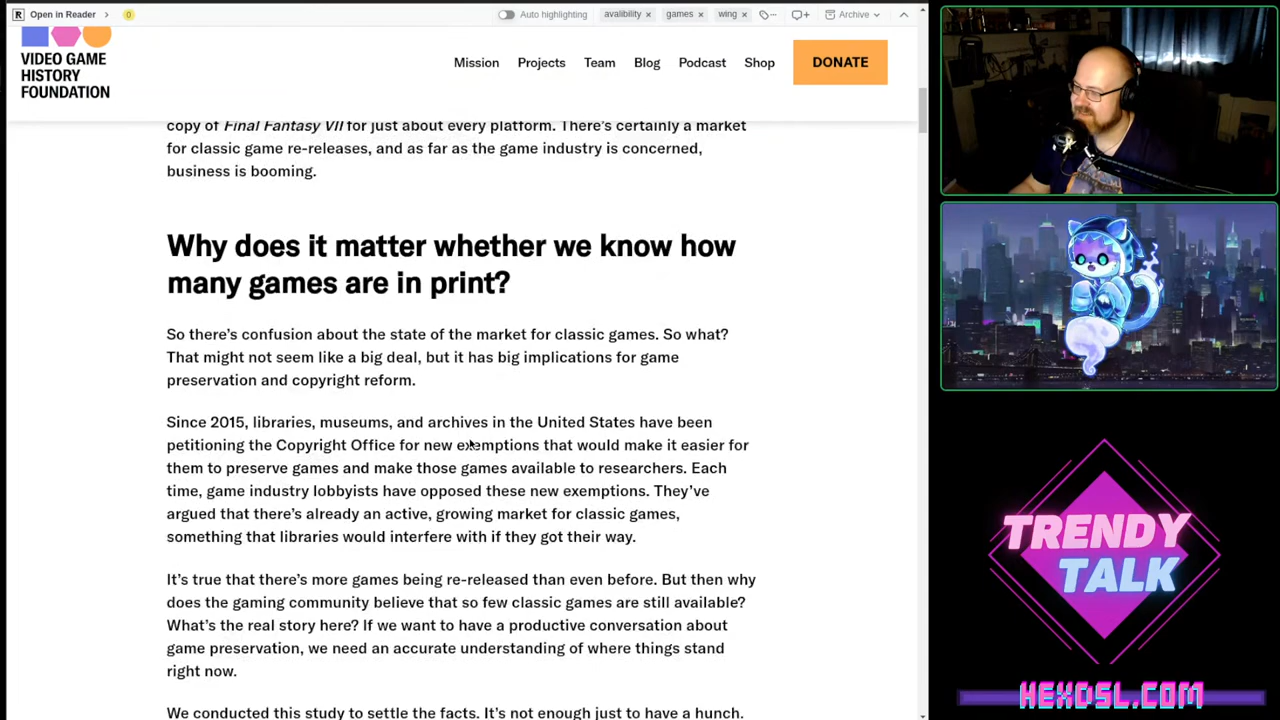 Open in Reader
0
Auto highlighting
avalibility
games
wing
Archive
VIDEO GAME
HISTORY
FOUNDATION
Mission
Projects
Team
Blog
Podcast
Shop
DONATE
copy of Final Fantasy VII for just about every platform. There's certainly a market
for classic game re-releases, and as far as the game industry is concerned,
business is booming.
Why does it matter whether we know how
many games are in print?
So there's confusion about the state of the market for classic games. So what?
That might not seem like a big deal, but it has big implications for game
preservation and copyright reform.
Since 2015, libraries, museums, and archives in the United States have been
petitioning the Copyright Office for new exemptions that would make it easier for
them to preserve games and make those games available to researchers. Each
time, game industry lobbyists have opposed these new exemptions. They've
argued that there's already an active, growing market for classic games,
something that libraries would interfere with if they got their way.
It's true that there's more games being re-released than even before. But then why
does the gaming community believe that so few classic games are still available?
What's the real story here? If we want to have a productive conversation about
game preservation, we need an accurate understanding of where things stand
right now.
We conducted this study to settle the facts. It's not enough just to have a hunch.
TRENDY
TALK
HEXDSL.COM